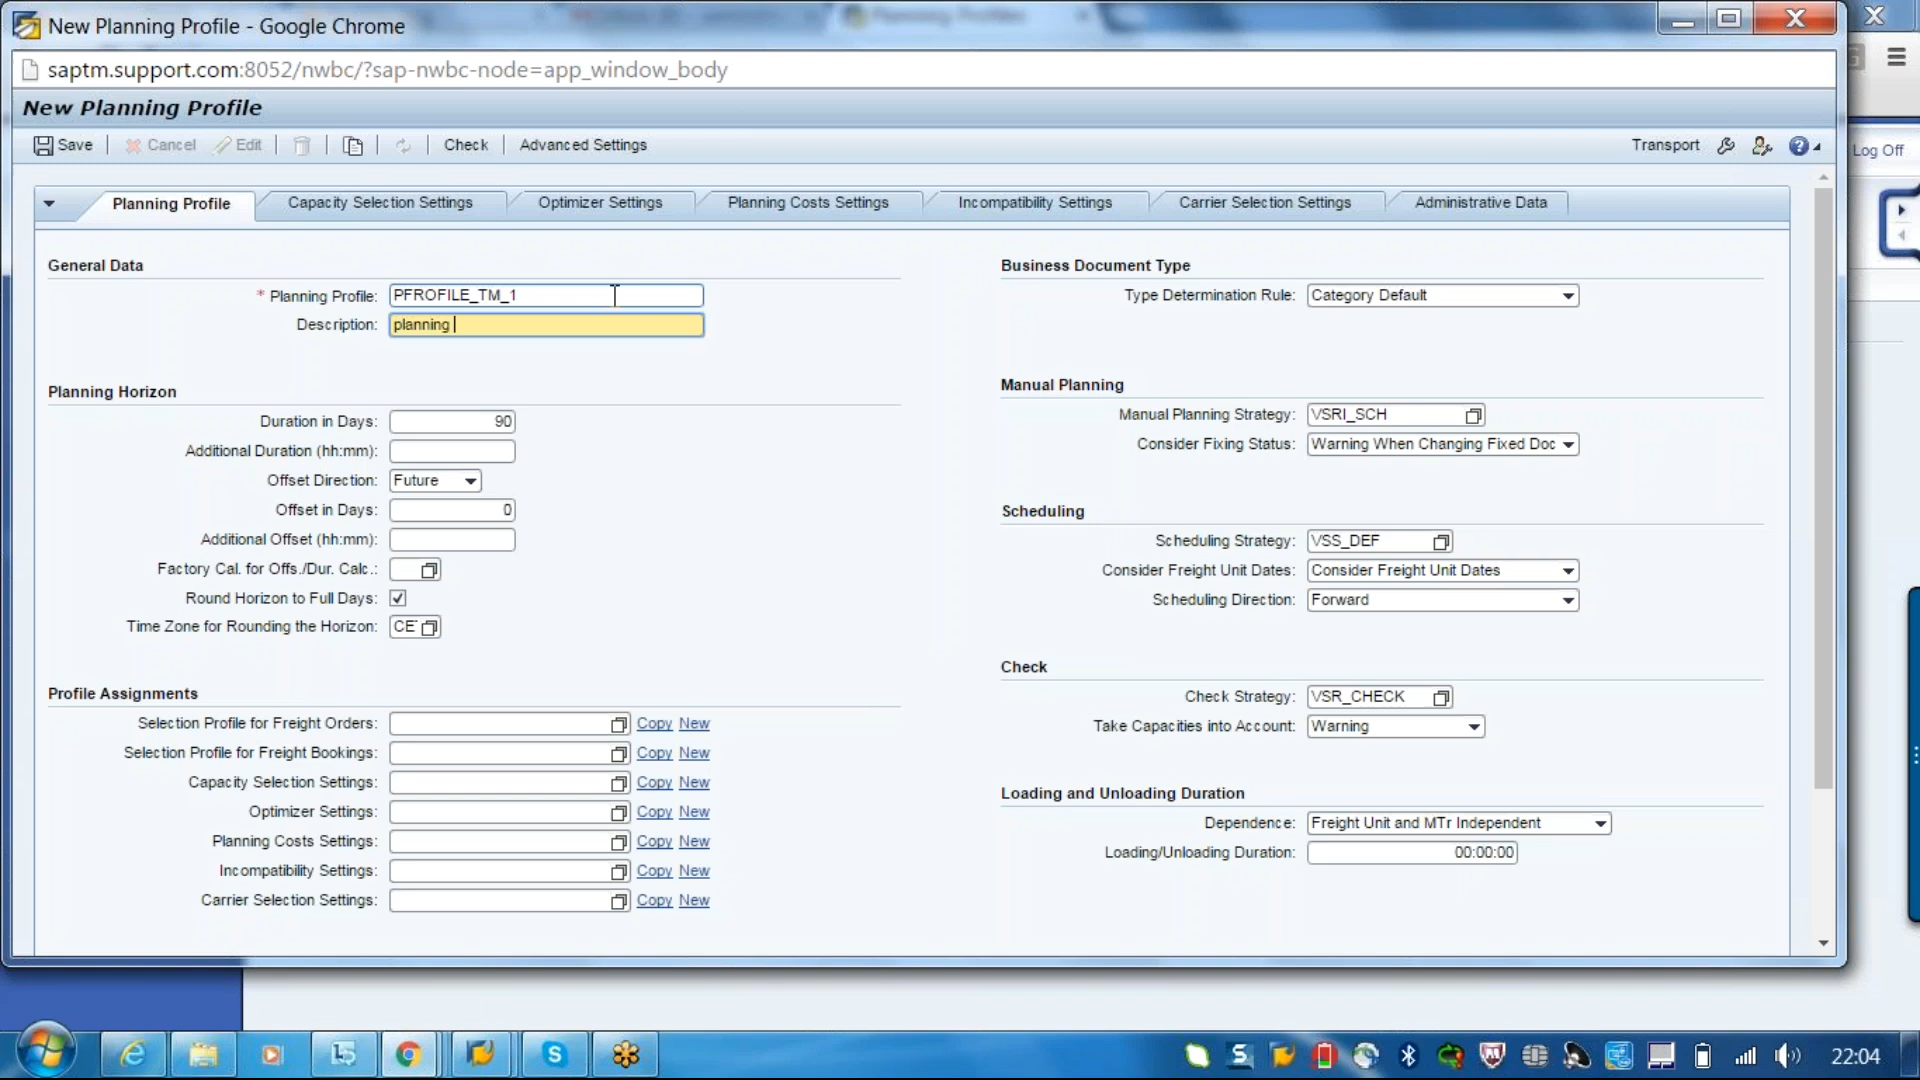 New Planning Profile - Google Chrome
saptm.support.com:8052/nwbc/?sap-nwbc-node=app_window_body
New Planning Profile
Save Cancel Edit Check Advanced Settings Transport
Log Off
Planning Profile Capacity Selection Settings Optimizer Settings Planning Costs Settings Incompatibility Settings Carrier Selection Settings Administrative Data
General Data
* Planning Profile: PFROFILE_TM_1
Description: planning
Planning Horizon
Duration in Days: 90
Additional Duration (hh:mm):
Offset Direction: Future
Offset in Days: 0
Additional Offset (hh:mm):
Factory Cal. for Offs./Dur. Calc.:
Round Horizon to Full Days:
Time Zone for Rounding the Horizon: CET
Profile Assignments
Selection Profile for Freight Orders: Copy New
Selection Profile for Freight Bookings: Copy New
Capacity Selection Settings: Copy New
Optimizer Settings: Copy New
Planning Costs Settings: Copy New
Incompatibility Settings: Copy New
Carrier Selection Settings: Copy New
Business Document Type
Type Determination Rule: Category Default
Manual Planning
Manual Planning Strategy: VSRI_SCH
Consider Fixing Status: Warning When Changing Fixed Doc
Scheduling
Scheduling Strategy: VSS_DEF
Consider Freight Unit Dates: Consider Freight Unit Dates
Scheduling Direction: Forward
Check
Check Strategy: VSR_CHECK
Take Capacities into Account: Warning
Loading and Unloading Duration
Dependence: Freight Unit and MTr Independent
Loading/Unloading Duration: 00:00:00
22:04